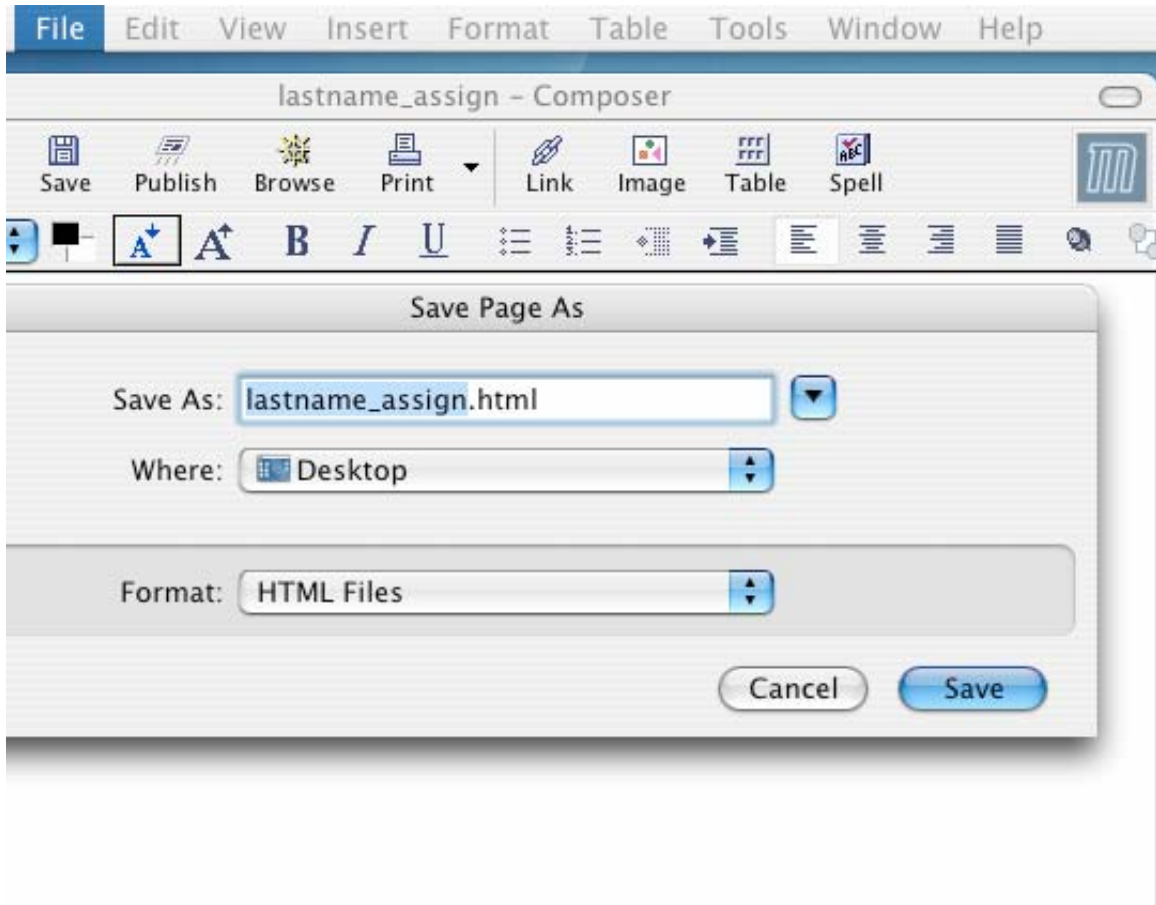 File Edit View Insert Format Table Tools Window Help
lastname_assign – Composer
Save Publish Browse Print Link Image Table Spell
A A B I U
Save Page As
Save As: lastname_assign.html
Where: Desktop
Format: HTML Files
Cancel Save